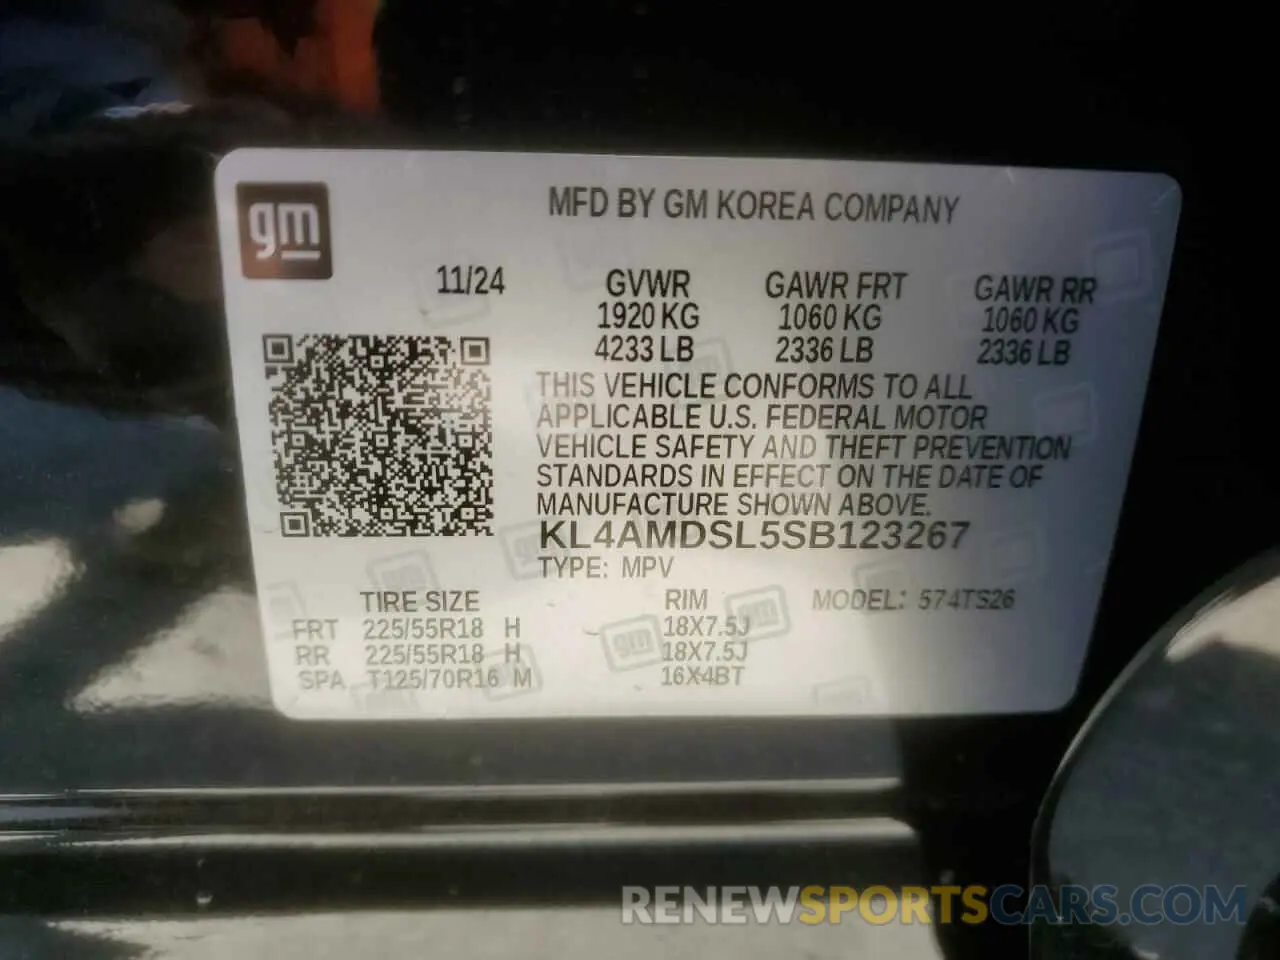 gm
MFD BY GM KOREA COMPANY
11/24 GVWR GAWR FRT GAWR RR
1920 KG 1060 KG 1060 KG
4233 LB 2336 LB 2336 LB
THIS VEHICLE CONFORMS TO ALL
APPLICABLE U.S. FEDERAL MOTOR
VEHICLE SAFETY AND THEFT PREVENTION
STANDARDS IN EFFECT ON THE DATE OF
MANUFACTURE SHOWN ABOVE.
KL4AMDSL5SB123267
TYPE: MPV
TIRE SIZE RIM MODEL: 574TS26
FRT 225/55R18 H 18X7.5J
RR 225/55R18 H 18X7.5J
SPA T125/70R16 M 16X4BT
RENEWSPORTSCARS.COM